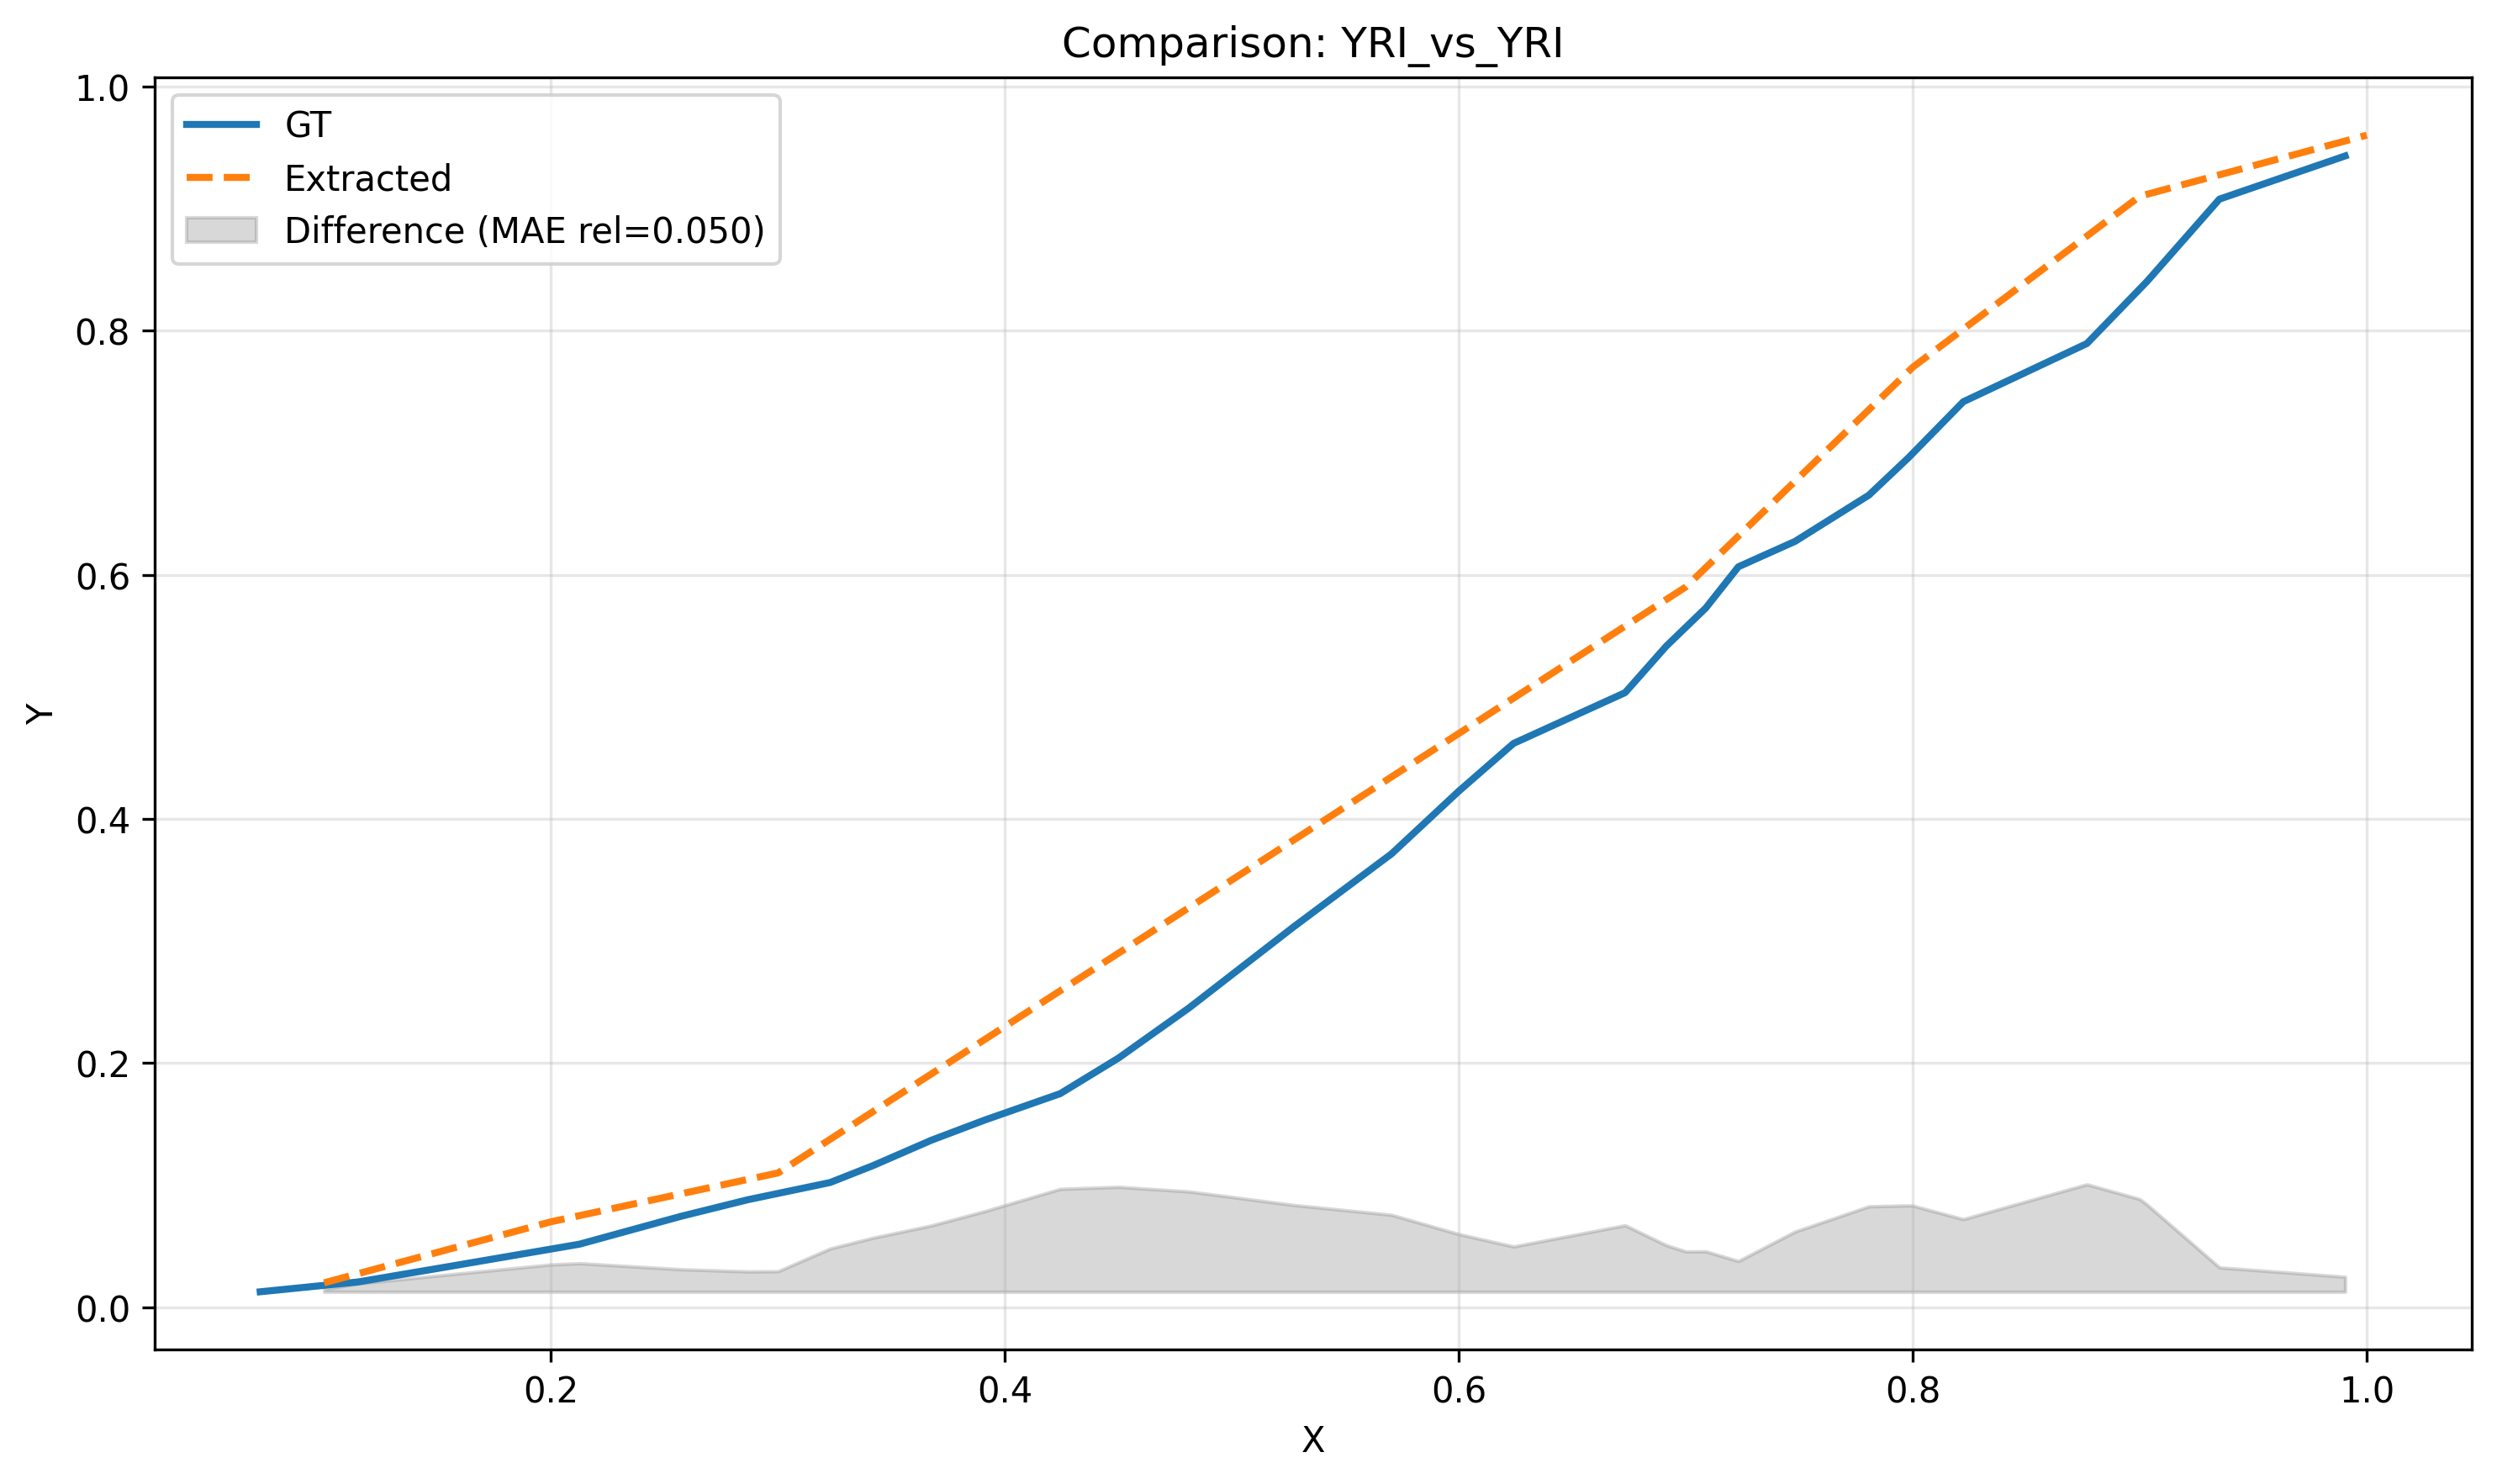 Comparison: YRI_vs_YRI
GT
Extracted
Difference (MAE rel=0.050)
1.0
0.8
0.6
0.4
0.2
0.0
Y
0.2 0.4 0.6 0.8 1.0
X